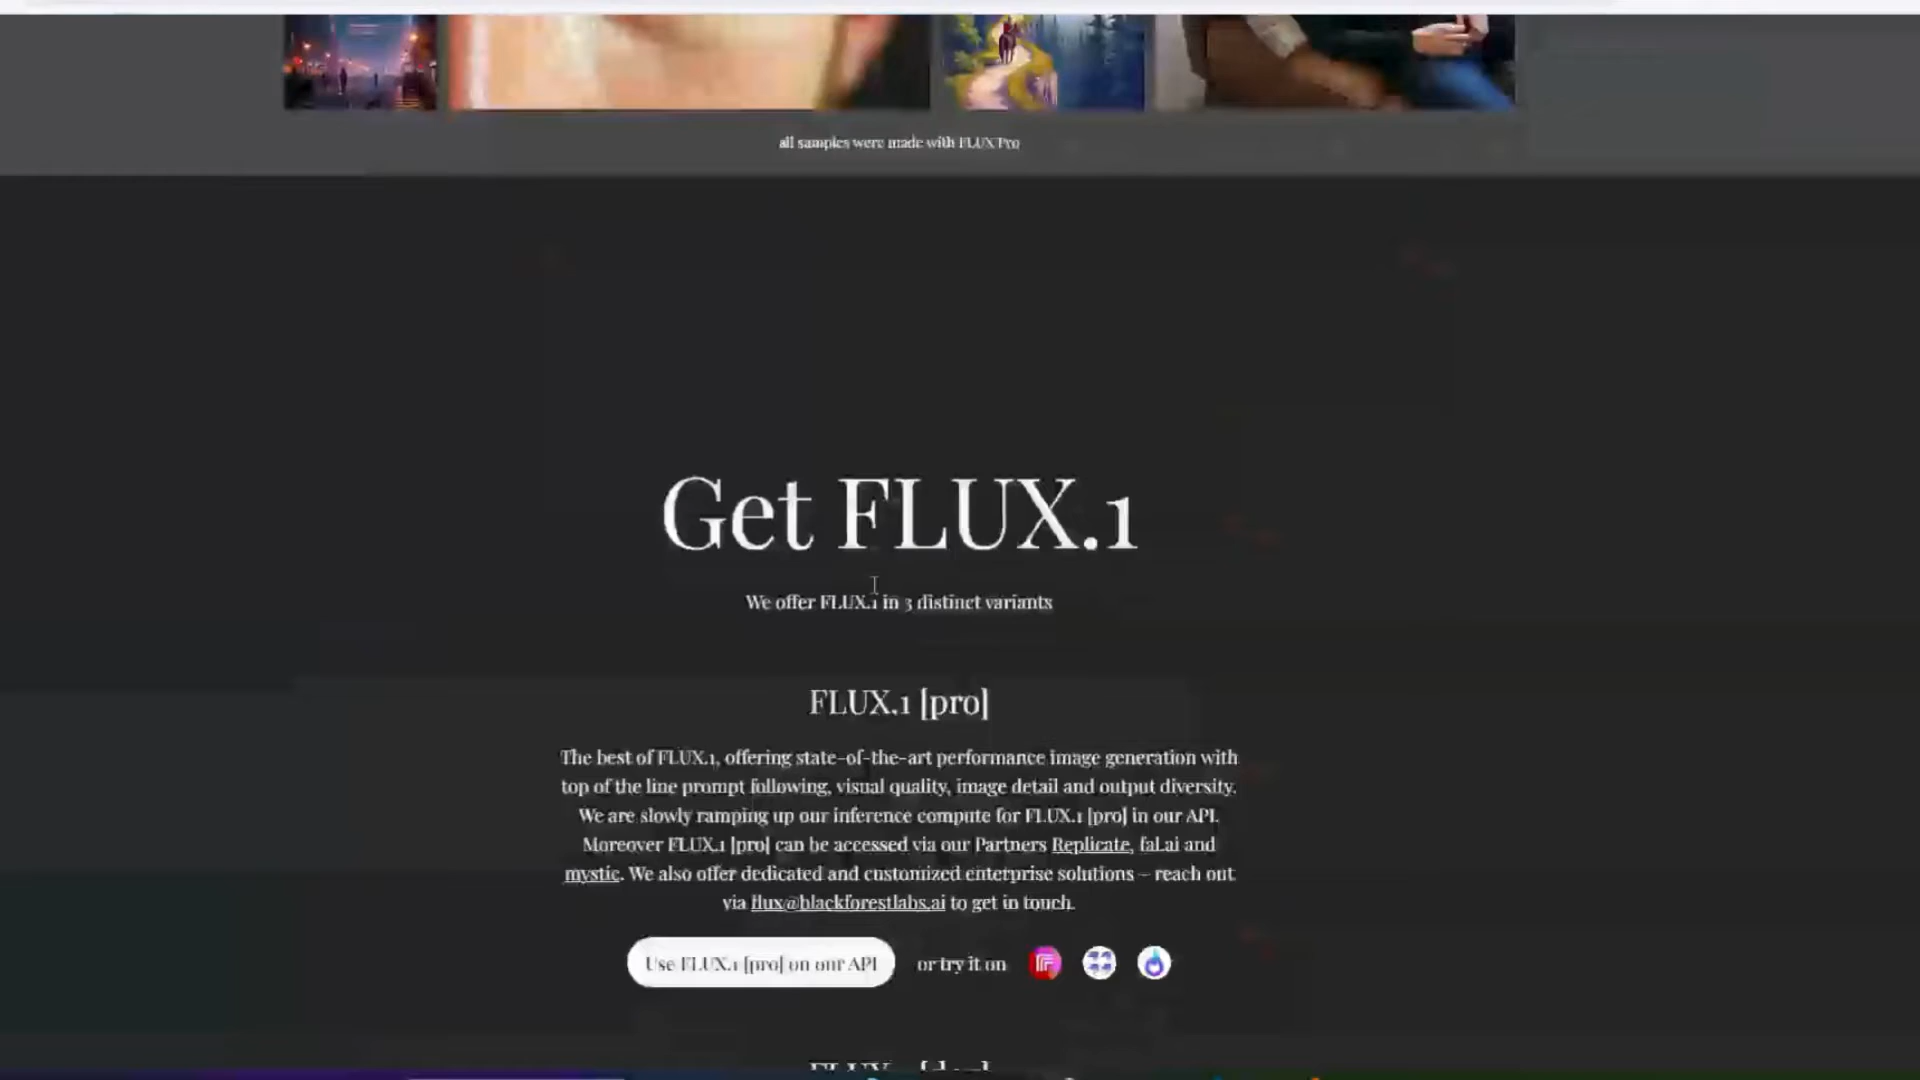 all samples were made with FLUX Pro
Get FLUX.1
We offer FLUX.1 in 3 distinct variants
FLUX.1 [pro]
The best of FLUX.1, offering state-of-the-art performance image generation with
top of the line prompt following, visual quality, image detail and output diversity.
We are slowly ramping up our inference compute for FLUX.1 [pro] in our API.
Moreover FLUX.1 [pro] can be accessed via our Partners Replicate, fal.ai and
mystic. We also offer dedicated and customized enterprise solutions – reach out
via flux@blackforestlabs.ai to get in touch.
Use FLUX.1 [pro] on our API or try it on